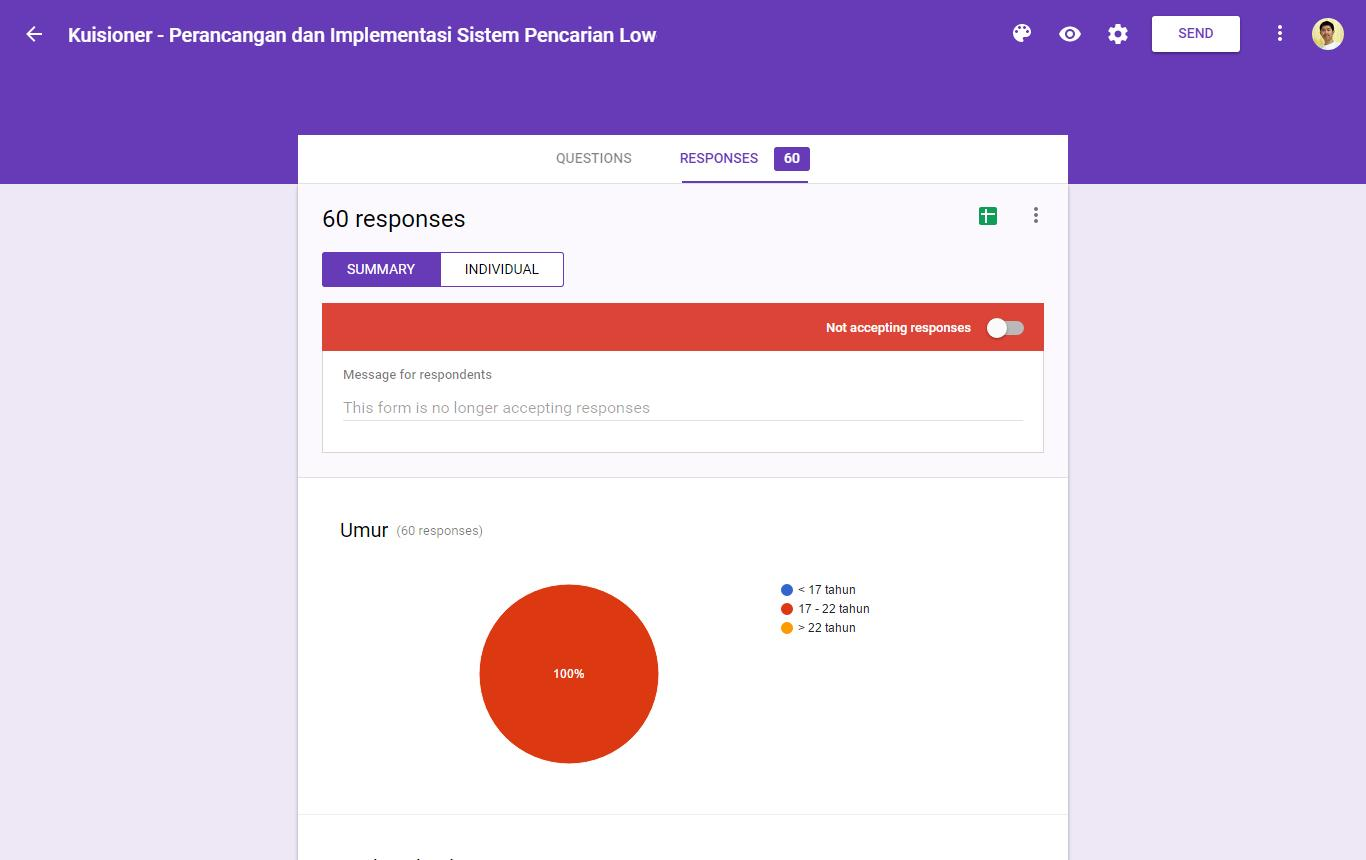 Kuisioner - Perancangan dan Implementasi Sistem Pencarian Low
SEND
QUESTIONS
RESPONSES 60
60 responses
SUMMARY
INDIVIDUAL
Not accepting responses
Message for respondents
This form is no longer accepting responses
Umur (60 responses)
< 17 tahun
17 - 22 tahun
> 22 tahun
100%